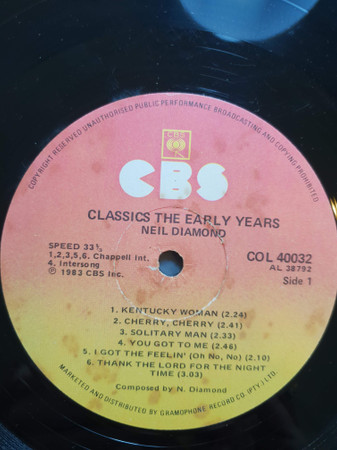 COPYRIGHT RESERVED UNAUTHORISED PUBLIC PERFORMANCE BROADCASTING AND COPYING PROHIBITED
CBS
CBS
CLASSICS THE EARLY YEARS
NEIL DIAMOND
SPEED 33⅓
1,2,3,5,6. Chappell Int.
4. Intersong
℗ 1983 CBS Inc.
COL 40032
AL 38792
Side 1
1. KENTUCKY WOMAN (2.24)
2. CHERRY, CHERRY (2.41)
3. SOLITARY MAN (2.33)
4. YOU GOT TO ME (2.46)
5. I GOT THE FEELIN' (Oh No, No) (2.10)
6. THANK THE LORD FOR THE NIGHT
TIME (3.03)
Composed by N. Diamond
MARKETED AND DISTRIBUTED BY GRAMOPHONE RECORD CO. (PTY.) LTD.